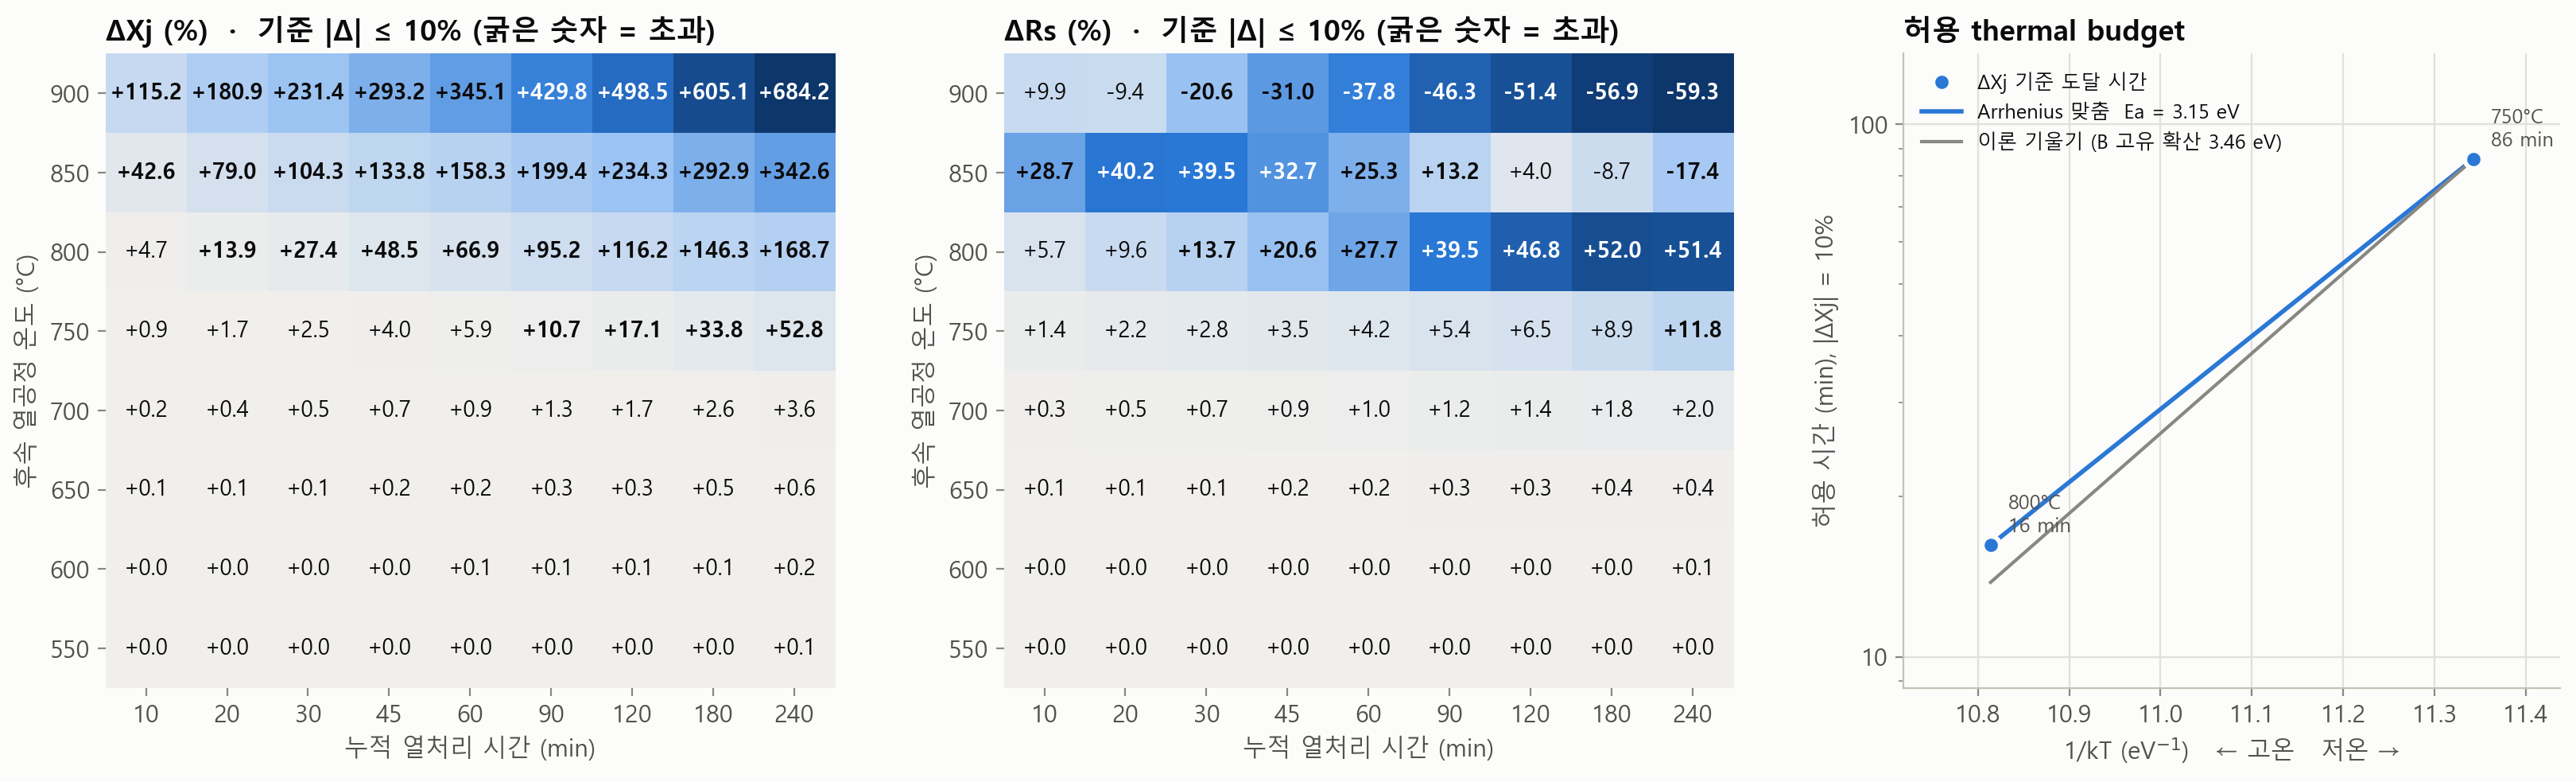 ΔXj (%) · 기준 |Δ| ≤ 10% (굵은 숫자 = 초과)
후속 열공정 온도 (°C)
900 +115.2 +180.9 +231.4 +293.2 +345.1 +429.8 +498.5 +605.1 +684.2
850 +42.6 +79.0 +104.3 +133.8 +158.3 +199.4 +234.3 +292.9 +342.6
800 +4.7 +13.9 +27.4 +48.5 +66.9 +95.2 +116.2 +146.3 +168.7
750 +0.9 +1.7 +2.5 +4.0 +5.9 +10.7 +17.1 +33.8 +52.8
700 +0.2 +0.4 +0.5 +0.7 +0.9 +1.3 +1.7 +2.6 +3.6
650 +0.1 +0.1 +0.1 +0.2 +0.2 +0.3 +0.3 +0.5 +0.6
600 +0.0 +0.0 +0.0 +0.0 +0.1 +0.1 +0.1 +0.1 +0.2
550 +0.0 +0.0 +0.0 +0.0 +0.0 +0.0 +0.0 +0.0 +0.1
10 20 30 45 60 90 120 180 240
누적 열처리 시간 (min)
ΔRs (%) · 기준 |Δ| ≤ 10% (굵은 숫자 = 초과)
후속 열공정 온도 (°C)
900 +9.9 -9.4 -20.6 -31.0 -37.8 -46.3 -51.4 -56.9 -59.3
850 +28.7 +40.2 +39.5 +32.7 +25.3 +13.2 +4.0 -8.7 -17.4
800 +5.7 +9.6 +13.7 +20.6 +27.7 +39.5 +46.8 +52.0 +51.4
750 +1.4 +2.2 +2.8 +3.5 +4.2 +5.4 +6.5 +8.9 +11.8
700 +0.3 +0.5 +0.7 +0.9 +1.0 +1.2 +1.4 +1.8 +2.0
650 +0.1 +0.1 +0.1 +0.2 +0.2 +0.3 +0.3 +0.4 +0.4
600 +0.0 +0.0 +0.0 +0.0 +0.0 +0.0 +0.0 +0.0 +0.1
550 +0.0 +0.0 +0.0 +0.0 +0.0 +0.0 +0.0 +0.0 +0.0
10 20 30 45 60 90 120 180 240
누적 열처리 시간 (min)
허용 thermal budget
ΔXj 기준 도달 시간
Arrhenius 맞춤 Ea = 3.15 eV
이론 기울기 (B 고유 확산 3.46 eV)
750°C
86 min
800°C
16 min
허용 시간 (min), |ΔXj| = 10%
100
10
10.8 10.9 11.0 11.1 11.2 11.3 11.4
1/kT (eV⁻¹) ← 고온 저온 →